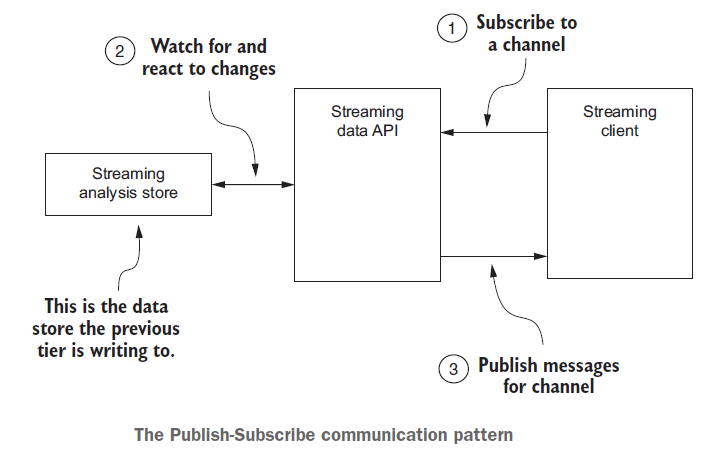 1
Subscribe to
a channel
2
Watch for and
react to changes
Streaming
data API
Streaming
client
Streaming
analysis store
This is the data
store the previous
tier is writing to.
3
Publish messages
for channel
The Publish-Subscribe communication pattern